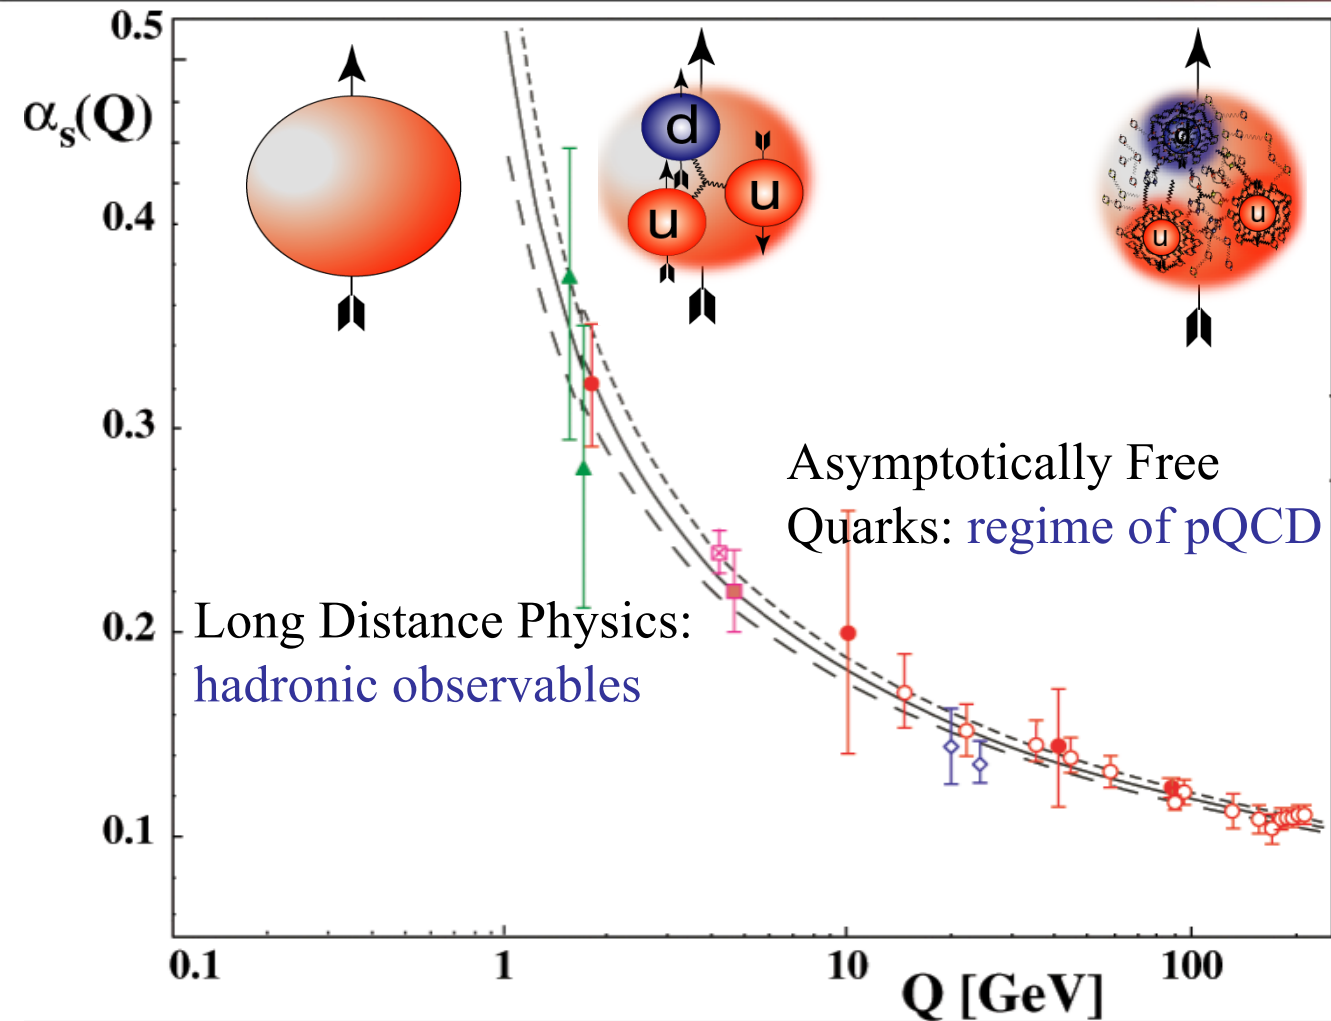 0.5
αs(Q)
0.4
0.3
0.2
0.1
d
u
u
d
u
u
Asymptotically Free
Quarks: regime of pQCD
Long Distance Physics:
hadronic observables
0.1
1
10
100
Q [GeV]